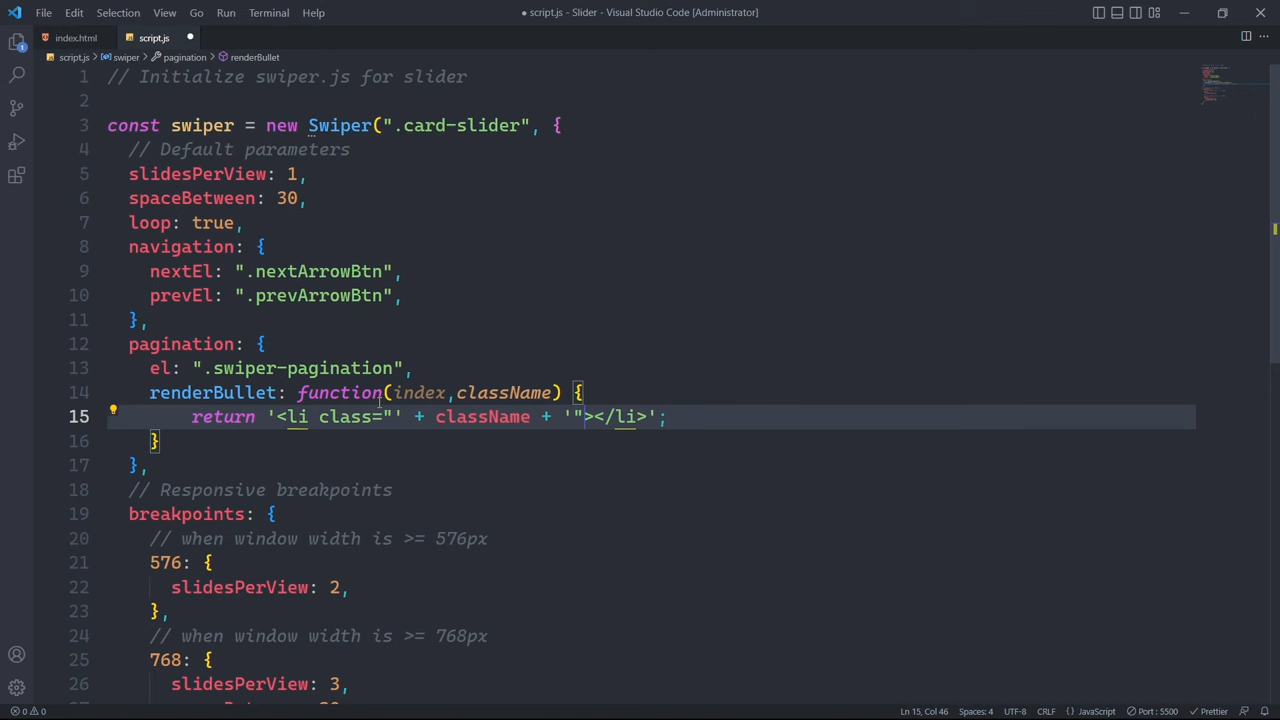 File Edit Selection View Go Run Terminal Help
● script.js - Slider - Visual Studio Code [Administrator]
index.html
script.js
script.js > swiper > pagination > renderBullet
1
1 // Initialize swiper.js for slider
2
3 const swiper = new Swiper(".card-slider", {
4 // Default parameters
5 slidesPerView: 1,
6 spaceBetween: 30,
7 loop: true,
8 navigation: {
9 nextEl: ".nextArrowBtn",
10 prevEl: ".prevArrowBtn",
11 },
12 pagination: {
13 el: ".swiper-pagination",
14 renderBullet: function(index,className) {
15 return '<li class="' + className + '"></li>';
16 }
17 },
18 // Responsive breakpoints
19 breakpoints: {
20 // when window width is >= 576px
21 576: {
22 slidesPerView: 2,
23 },
24 // when window width is >= 768px
25 768: {
26 slidesPerView: 3,
0 0 Ln 15, Col 46 Spaces: 4 UTF-8 CRLF {} JavaScript Port : 5500 Prettier